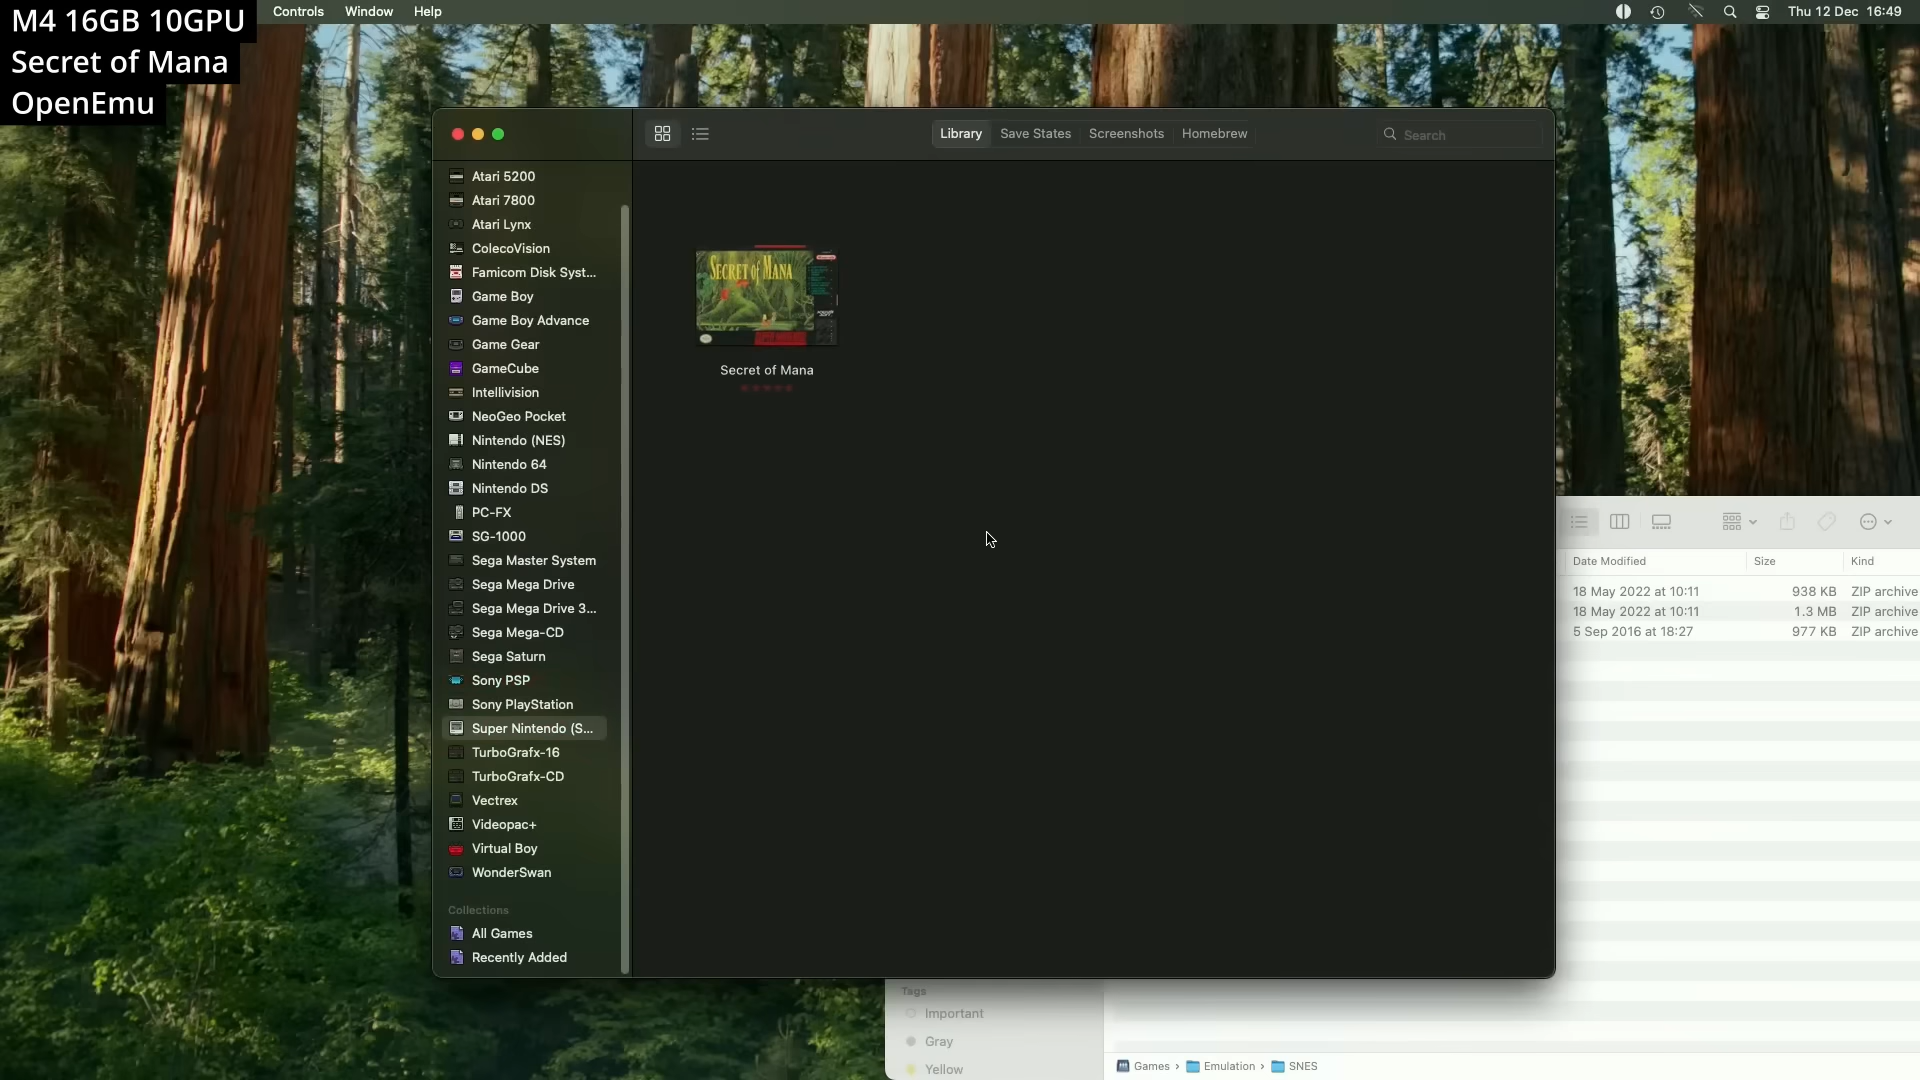 M4 16GB 10GPU
Secret of Mana
OpenEmu
Controls Window Help
Thu 12 Dec 16:49
Library Save States Screenshots Homebrew
Search
Atari 5200
Atari 7800
Atari Lynx
ColecoVision
Famicom Disk Syst...
Game Boy
Game Boy Advance
Game Gear
GameCube
Intellivision
NeoGeo Pocket
Nintendo (NES)
Nintendo 64
Nintendo DS
PC-FX
SG-1000
Sega Master System
Sega Mega Drive
Sega Mega Drive 3...
Sega Mega-CD
Sega Saturn
Sony PSP
Sony PlayStation
Super Nintendo (S...
TurboGrafx-16
TurboGrafx-CD
Vectrex
Videopac+
Virtual Boy
WonderSwan
Collections
All Games
Recently Added
SECRET OF MANA
Secret of Mana
Date Modified Size Kind
18 May 2022 at 10:11 938 KB ZIP archive
18 May 2022 at 10:11 1.3 MB ZIP archive
5 Sep 2016 at 18:27 977 KB ZIP archive
Tags
Important
Gray
Yellow
Games › Emulation › SNES